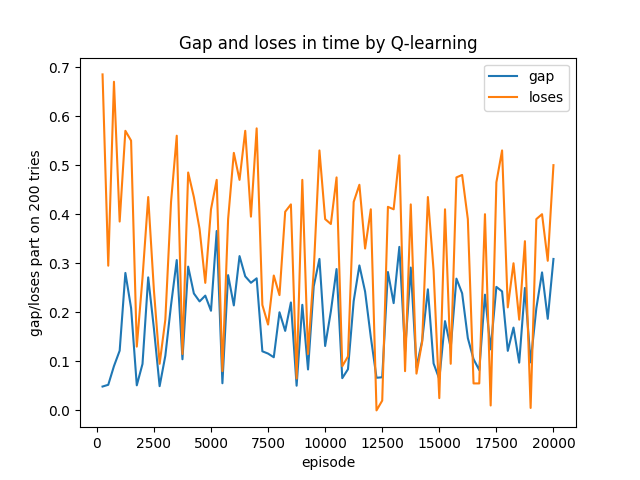 Gap and loses in time by Q-learning
gap
loses
gap/loses part on 200 tries
0.7
0.6
0.5
0.4
0.3
0.2
0.1
0.0
0 2500 5000 7500 10000 12500 15000 17500 20000
episode